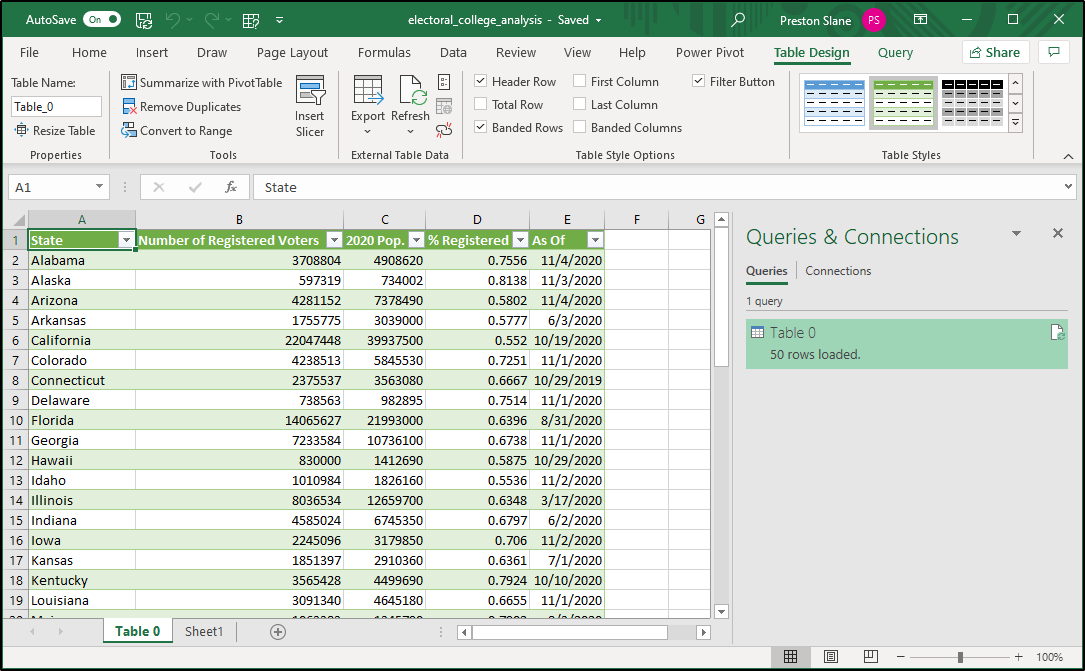 AutoSave On electoral_college_analysis - Saved Preston Slane PS
File Home Insert Draw Page Layout Formulas Data Review View Help Power Pivot Table Design Query Share
Table Name:
Table_0
Resize Table
Properties
Summarize with PivotTable
Remove Duplicates
Convert to Range
Insert
Slicer
Tools
Export Refresh
External Table Data
Header Row First Column Filter Button
Total Row Last Column
Banded Rows Banded Columns
Table Style Options
Table Styles
A1 fx State
A B C D E F G
1 State Number of Registered Voters 2020 Pop. % Registered As Of
2 Alabama 3708804 4908620 0.7556 11/4/2020
3 Alaska 597319 734002 0.8138 11/3/2020
4 Arizona 4281152 7378490 0.5802 11/4/2020
5 Arkansas 1755775 3039000 0.5777 6/3/2020
6 California 22047448 39937500 0.552 10/19/2020
7 Colorado 4238513 5845530 0.7251 11/1/2020
8 Connecticut 2375537 3563080 0.6667 10/29/2019
9 Delaware 738563 982895 0.7514 11/1/2020
10 Florida 14065627 21993000 0.6396 8/31/2020
11 Georgia 7233584 10736100 0.6738 11/1/2020
12 Hawaii 830000 1412690 0.5875 10/29/2020
13 Idaho 1010984 1826160 0.5536 11/2/2020
14 Illinois 8036534 12659700 0.6348 3/17/2020
15 Indiana 4585024 6745350 0.6797 6/2/2020
16 Iowa 2245096 3179850 0.706 11/2/2020
17 Kansas 1851397 2910360 0.6361 7/1/2020
18 Kentucky 3565428 4499690 0.7924 10/10/2020
19 Louisiana 3091340 4645180 0.6655 11/1/2020
Queries & Connections
Queries Connections
1 query
Table 0
50 rows loaded.
Table 0 Sheet1
100%